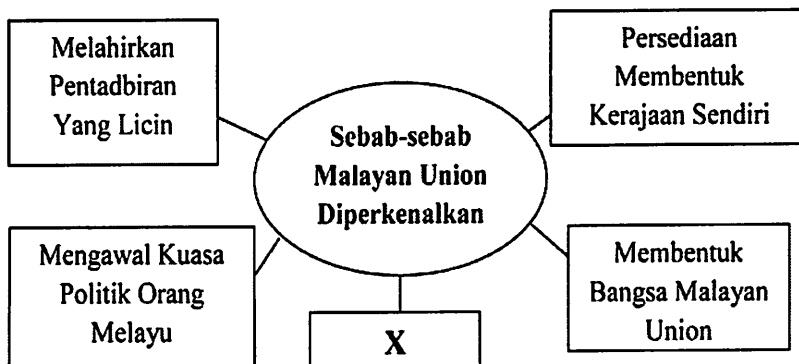 Melahirkan
Pentadbiran
Yang Licin
Persediaan
Membentuk
Kerajaan Sendiri
Sebab-sebab
Malayan Union
Diperkenalkan
Mengawal Kuasa
Politik Orang
Melayu
X
Membentuk
Bangsa Malayan
Union